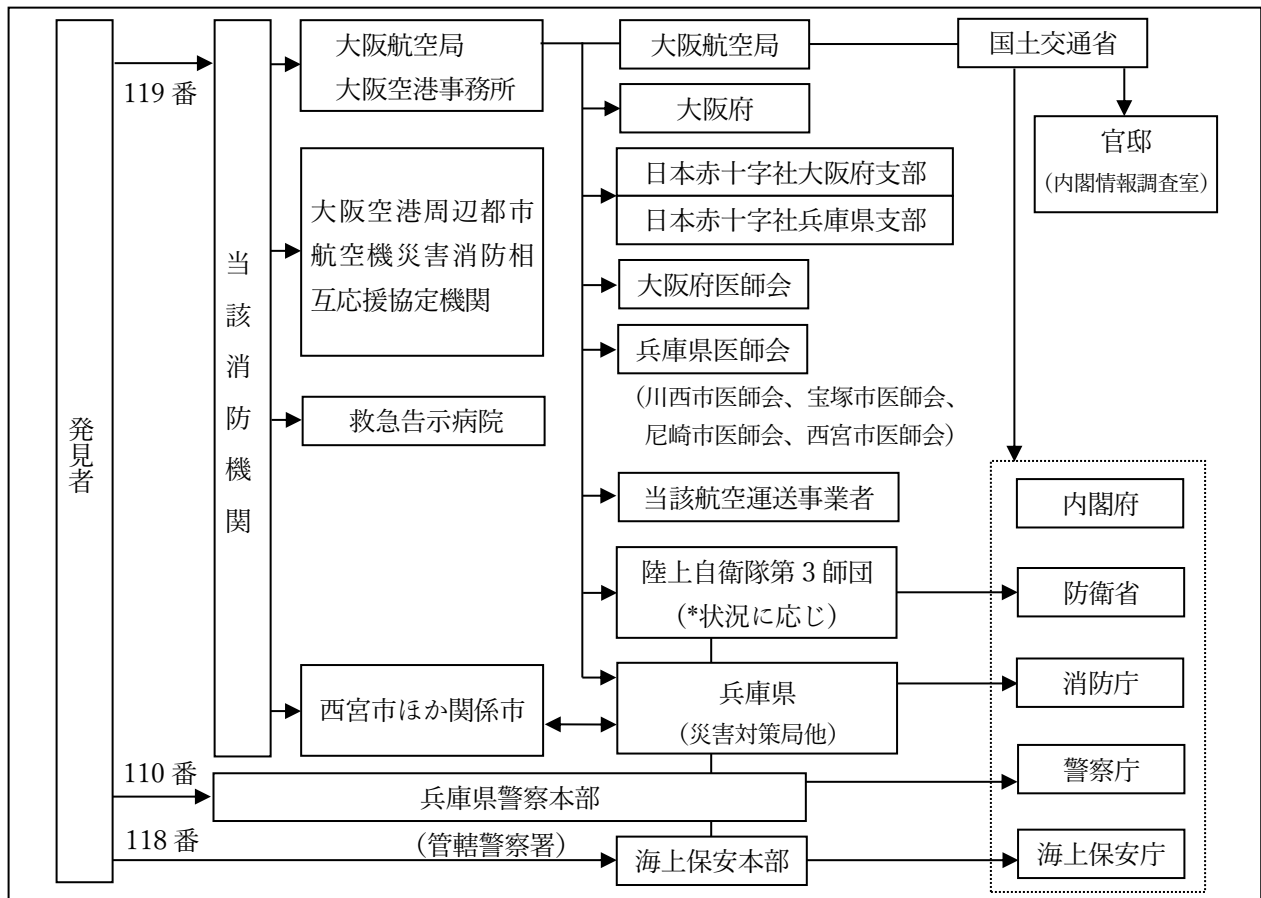 発見者
119 番
110 番
118 番
当該消防機関
大阪航空局
大阪空港事務所
大阪空港周辺都市
航空機災害消防相
互応援協定機関
救急告示病院
西宮市ほか関係市
兵庫県警察本部
（管轄警察署）
大阪航空局
大阪府
日本赤十字社大阪府支部
日本赤十字社兵庫県支部
大阪府医師会
兵庫県医師会
（川西市医師会、宝塚市医師会、
尼崎市医師会、西宮市医師会）
当該航空運送事業者
陸上自衛隊第３師団
（*状況に応じ）
兵庫県
（災害対策局他）
海上保安本部
国土交通省
官邸
（内閣情報調査室）
内閣府
防衛省
消防庁
警察庁
海上保安庁